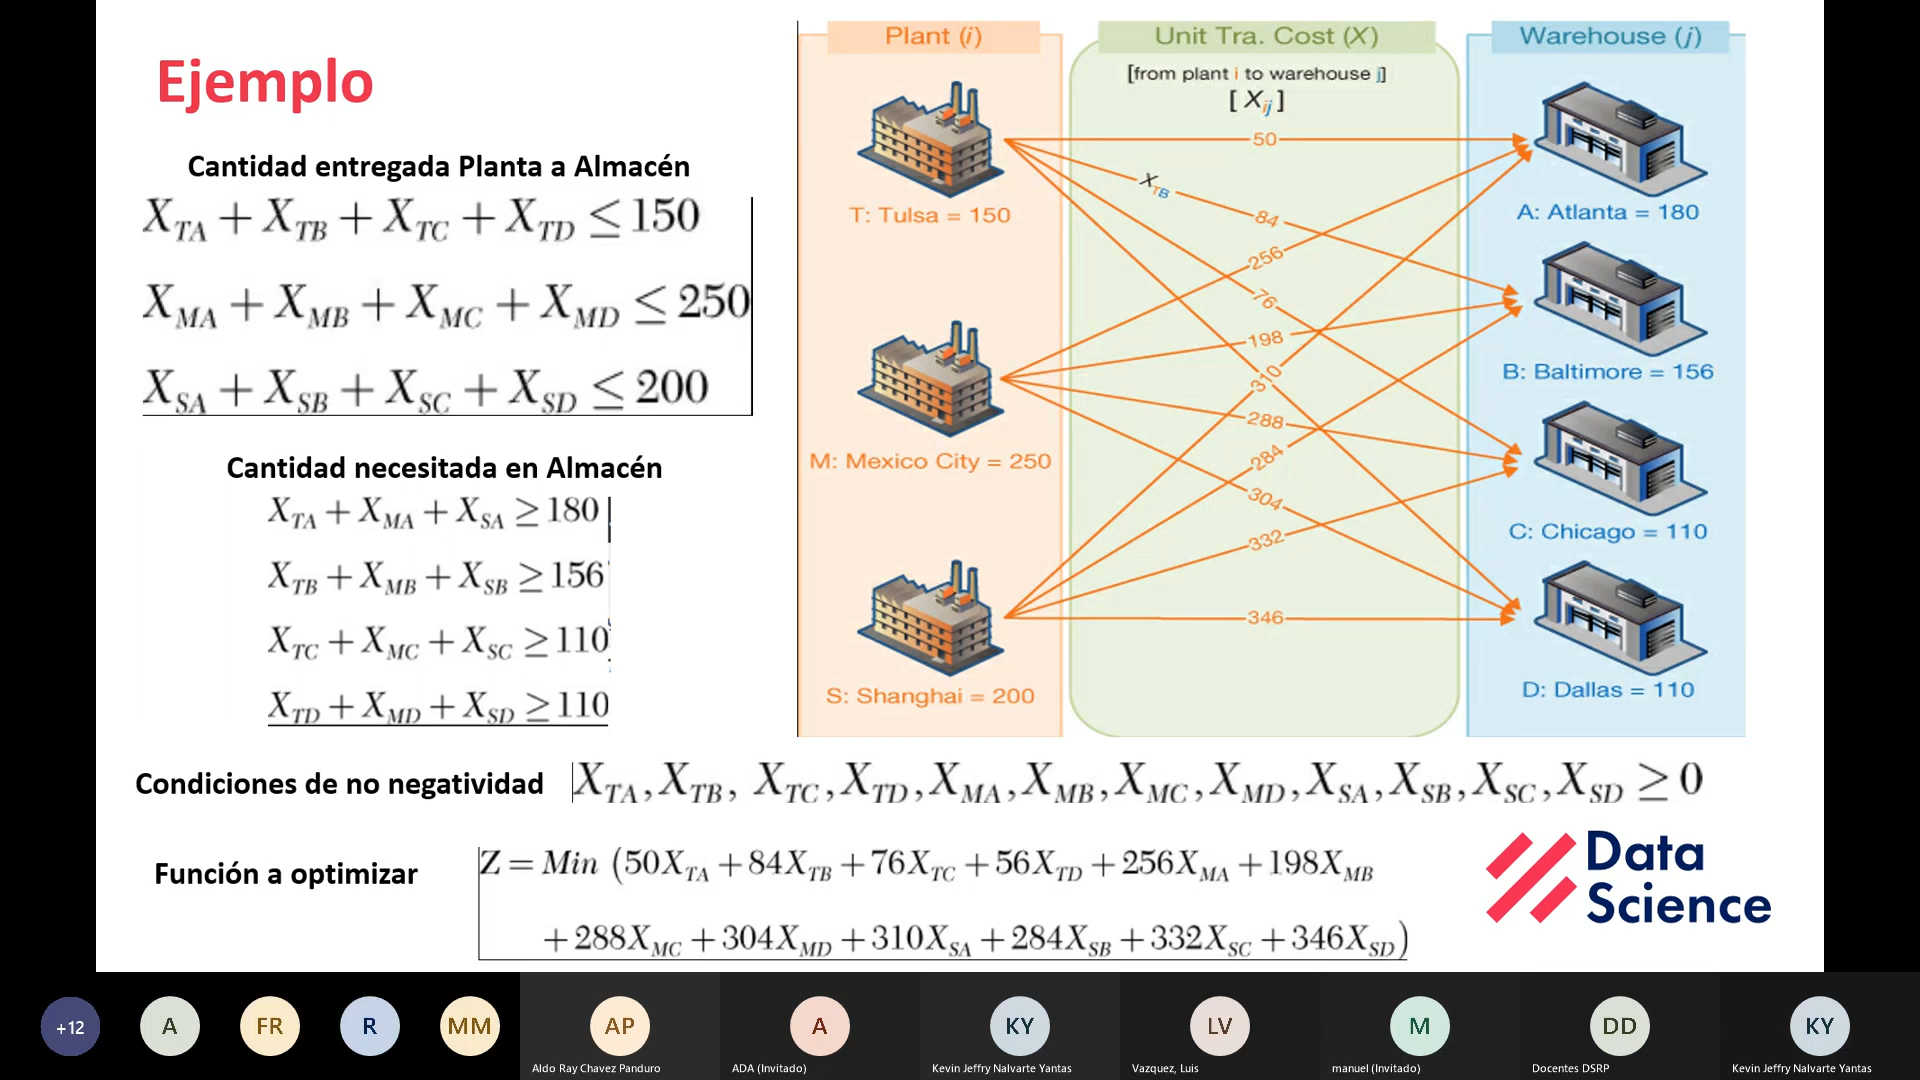 Ejemplo
Cantidad entregada Planta a Almacén
X_TA + X_TB + X_TC + X_TD ≤ 150
X_MA + X_MB + X_MC + X_MD ≤ 250
X_SA + X_SB + X_SC + X_SD ≤ 200
Cantidad necesitada en Almacén
X_TA + X_MA + X_SA ≥ 180
X_TB + X_MB + X_SB ≥ 156
X_TC + X_MC + X_SC ≥ 110
X_TD + X_MD + X_SD ≥ 110
Plant (i)
T: Tulsa = 150
M: Mexico City = 250
S: Shanghai = 200
Unit Tra. Cost (X)
[from plant i to warehouse j]
[ X_ij ]
50
X_TB
84
256
76
198
310
288
284
304
332
346
Warehouse (j)
A: Atlanta = 180
B: Baltimore = 156
C: Chicago = 110
D: Dallas = 110
Condiciones de no negatividad
X_TA, X_TB, X_TC, X_TD, X_MA, X_MB, X_MC, X_MD, X_SA, X_SB, X_SC, X_SD ≥ 0
Función a optimizar
Z = Min (50X_TA + 84X_TB + 76X_TC + 56X_TD + 256X_MA + 198X_MB
+ 288X_MC + 304X_MD + 310X_SA + 284X_SB + 332X_SC + 346X_SD)
Data
Science
+12
A
FR
R
MM
AP
Aldo Ray Chavez Panduro
A
ADA (Invitado)
KY
Kevin Jeffry Nalvarte Yantas
LV
Vazquez, Luis
M
manuel (Invitado)
DD
Docentes DSRP
KY
Kevin Jeffry Nalvarte Yantas